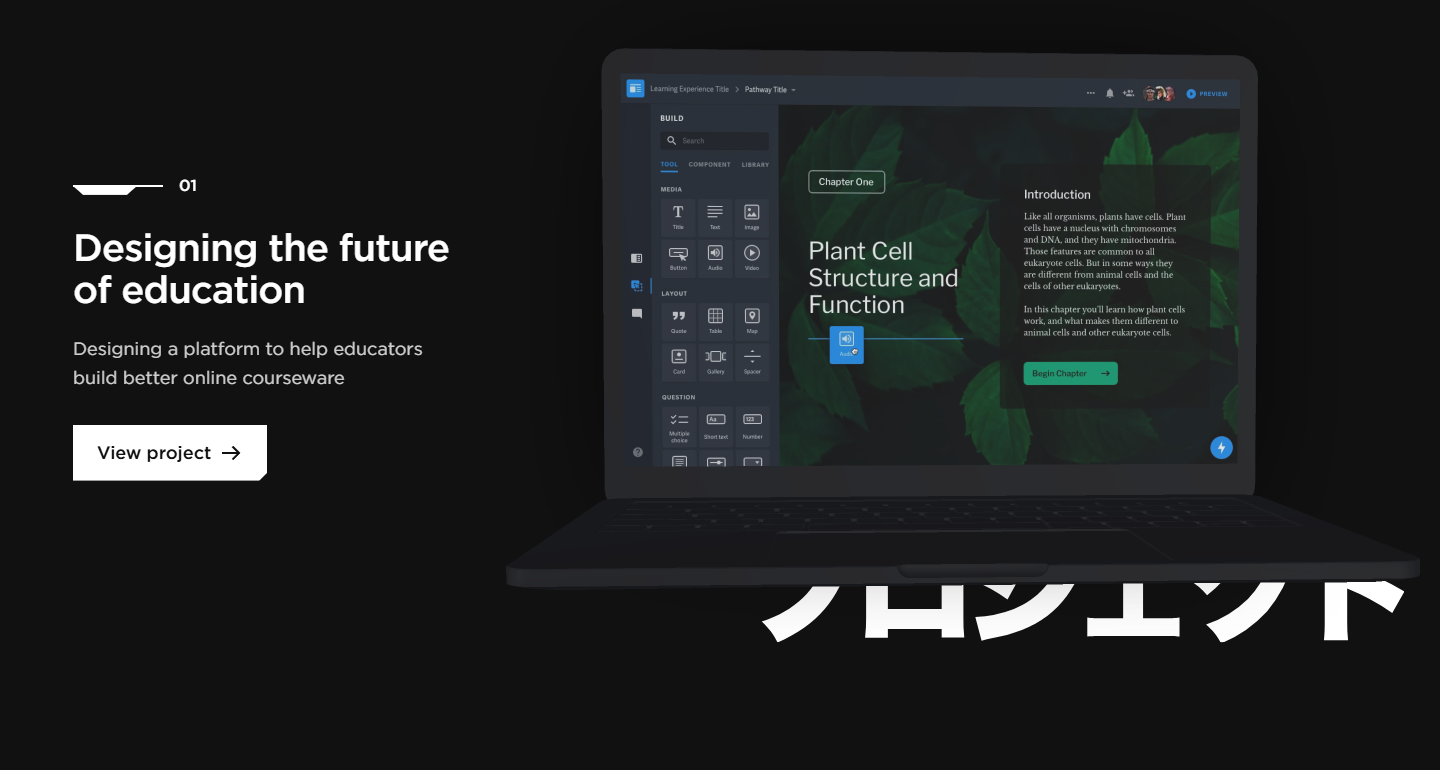 01
Designing the future
of education
Designing a platform to help educators
build better online courseware
View project
Learning Experience Title
Pathway Title
PREVIEW
BUILD
Search
TOOL COMPONENT LIBRARY
MEDIA
Title Text Image
Button Audio Video
LAYOUT
Quote Table Map
Card Gallery Spacer
QUESTION
Multiple
choice
Short text Number
Chapter One
Plant Cell
Structure and
Function
Audio
Introduction
Like all organisms, plants have cells. Plant
cells have a nucleus with chromosomes
and DNA, and they have mitochondria.
Those features are common to all
eukaryote cells. But in some ways they
are different from animal cells and the
cells of other eukaryotes.
In this chapter you'll learn how plant cells
work, and what makes them different to
animal cells and other eukaryote cells.
Begin Chapter
プロジェクト